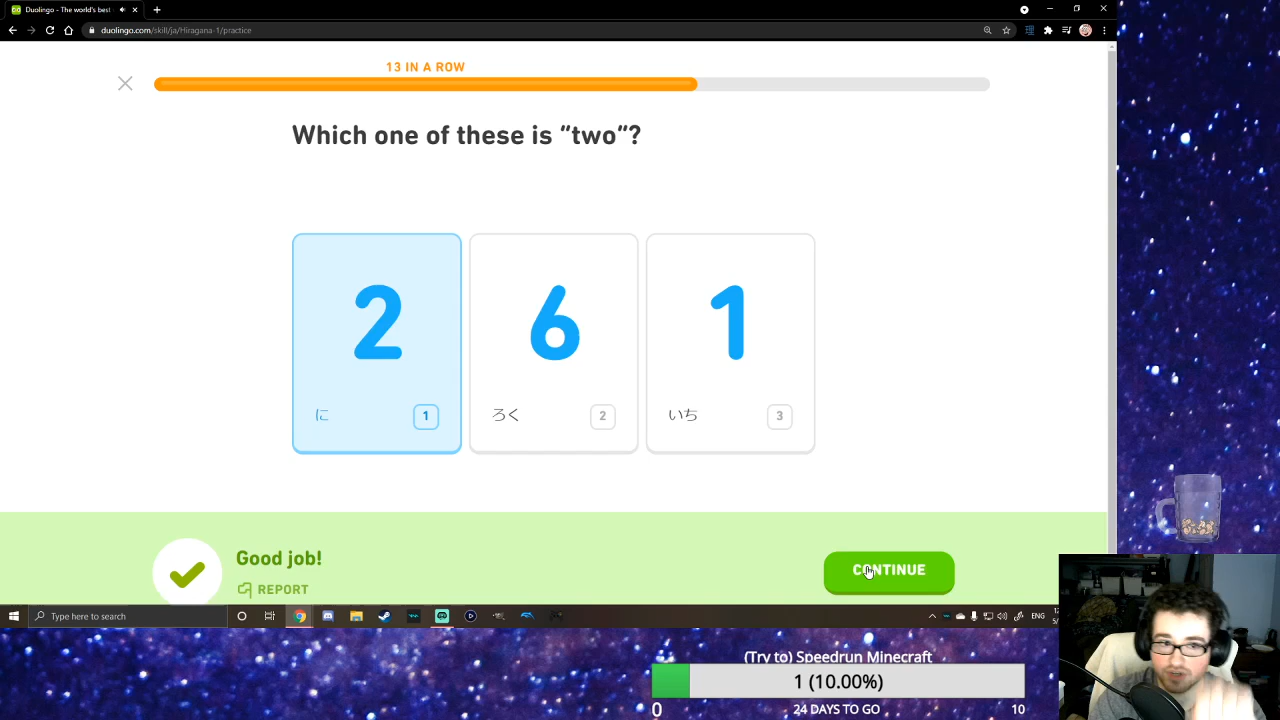 Duolingo - The world's best
duolingo.com/skill/ja/Hiragana-1/practice
13 IN A ROW
Which one of these is “two”?
2
6
1
に
1
ろく
2
いち
3
Good job!
REPORT
CONTINUE
Type here to search
ENG
(Try to) Speedrun Minecraft
1 (10.00%)
0
24 DAYS TO GO
10